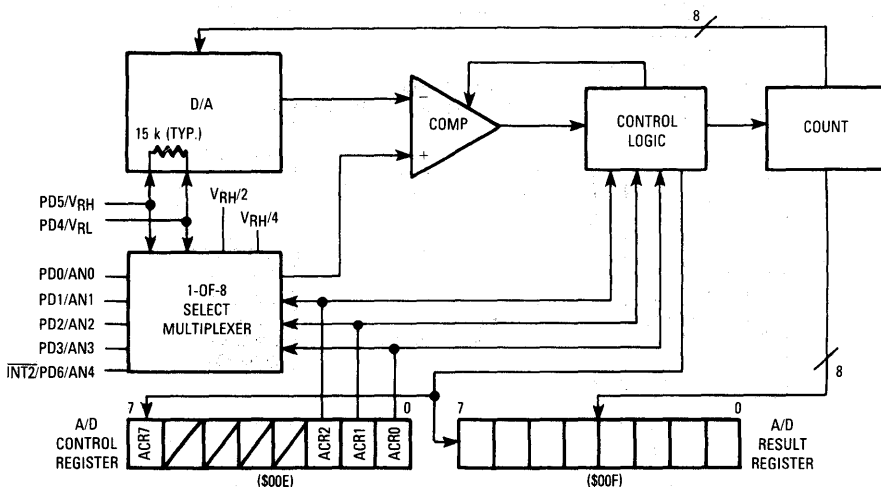 8
D/A
15 k (TYP.)
−
COMP
+
CONTROL
LOGIC
COUNT
PD5/VRH
PD4/VRL
VRH/2
VRH/4
PD0/AN0
PD1/AN1
PD2/AN2
PD3/AN3
INT2/PD6/AN4
1-OF-8
SELECT
MULTIPLEXER
8
7
0
7
0
A/D
CONTROL
REGISTER
ACR7
ACR2
ACR1
ACR0
A/D
RESULT
REGISTER
($00E)
($00F)